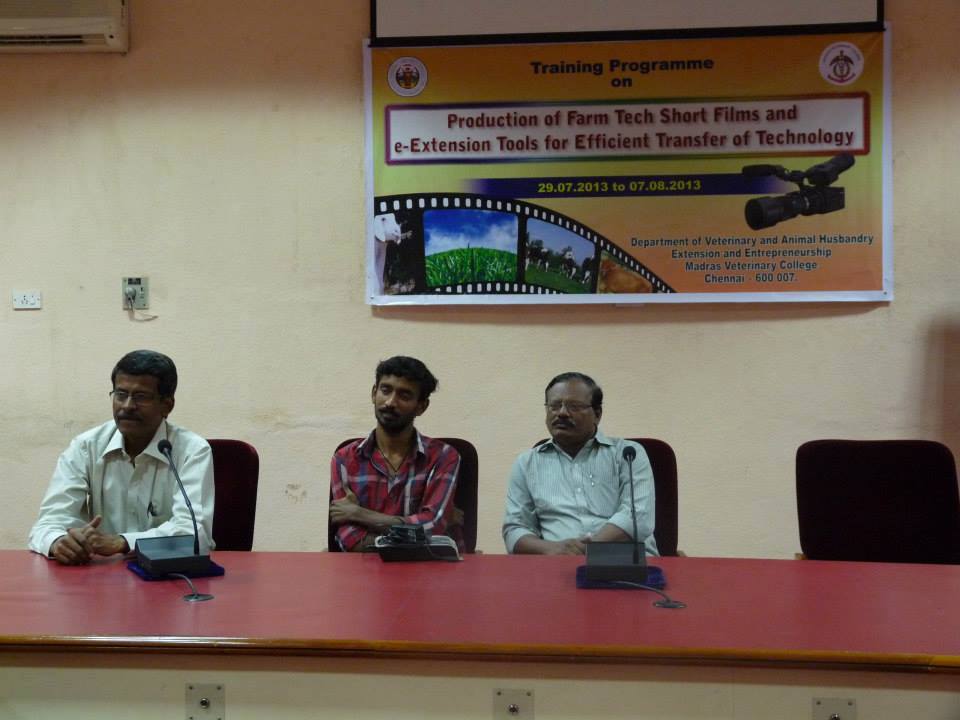 Training Programme
on
Production of Farm Tech Short Films and
e-Extension Tools for Efficient Transfer of Technology
29.07.2013 to 07.08.2013
Department of Veterinary and Animal Husbandry
Extension and Entrepreneurship
Madras Veterinary College
Chennai - 600 007.